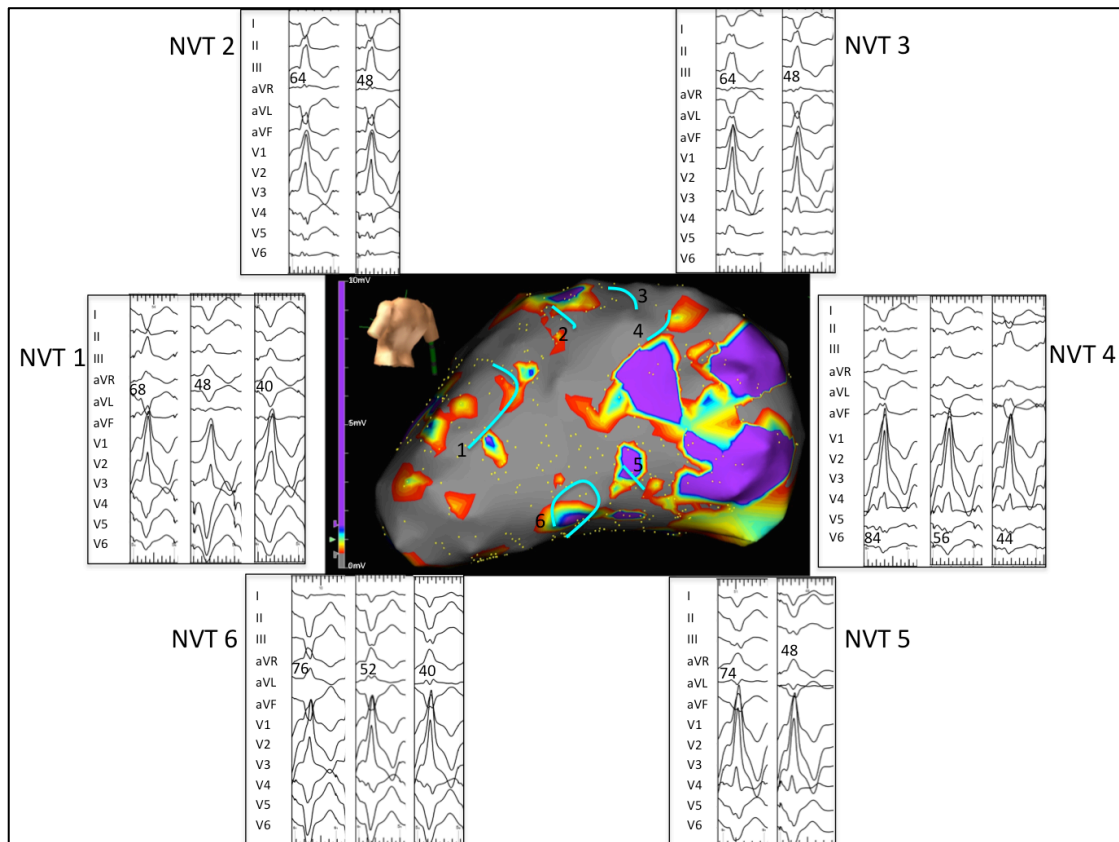 NVT 2
I
II
III
64
48
aVR
aVL
aVF
V1
V2
V3
V4
V5
V6
NVT 3
I
II
III
64
48
aVR
aVL
aVF
V1
V2
V3
V4
V5
V6
NVT 1
I
II
III
aVR
68
48
40
aVL
aVF
V1
V2
V3
V4
V5
V6
10mV
5mV
0mV
1
2
3
4
5
6
NVT 4
I
II
III
aVR
aVL
aVF
V1
V2
V3
V4
V5
V6
84
56
44
NVT 6
I
II
III
aVR
76
52
40
aVL
aVF
V1
V2
V3
V4
V5
V6
NVT 5
I
II
III
48
aVR
74
aVL
aVF
V1
V2
V3
V4
V5
V6